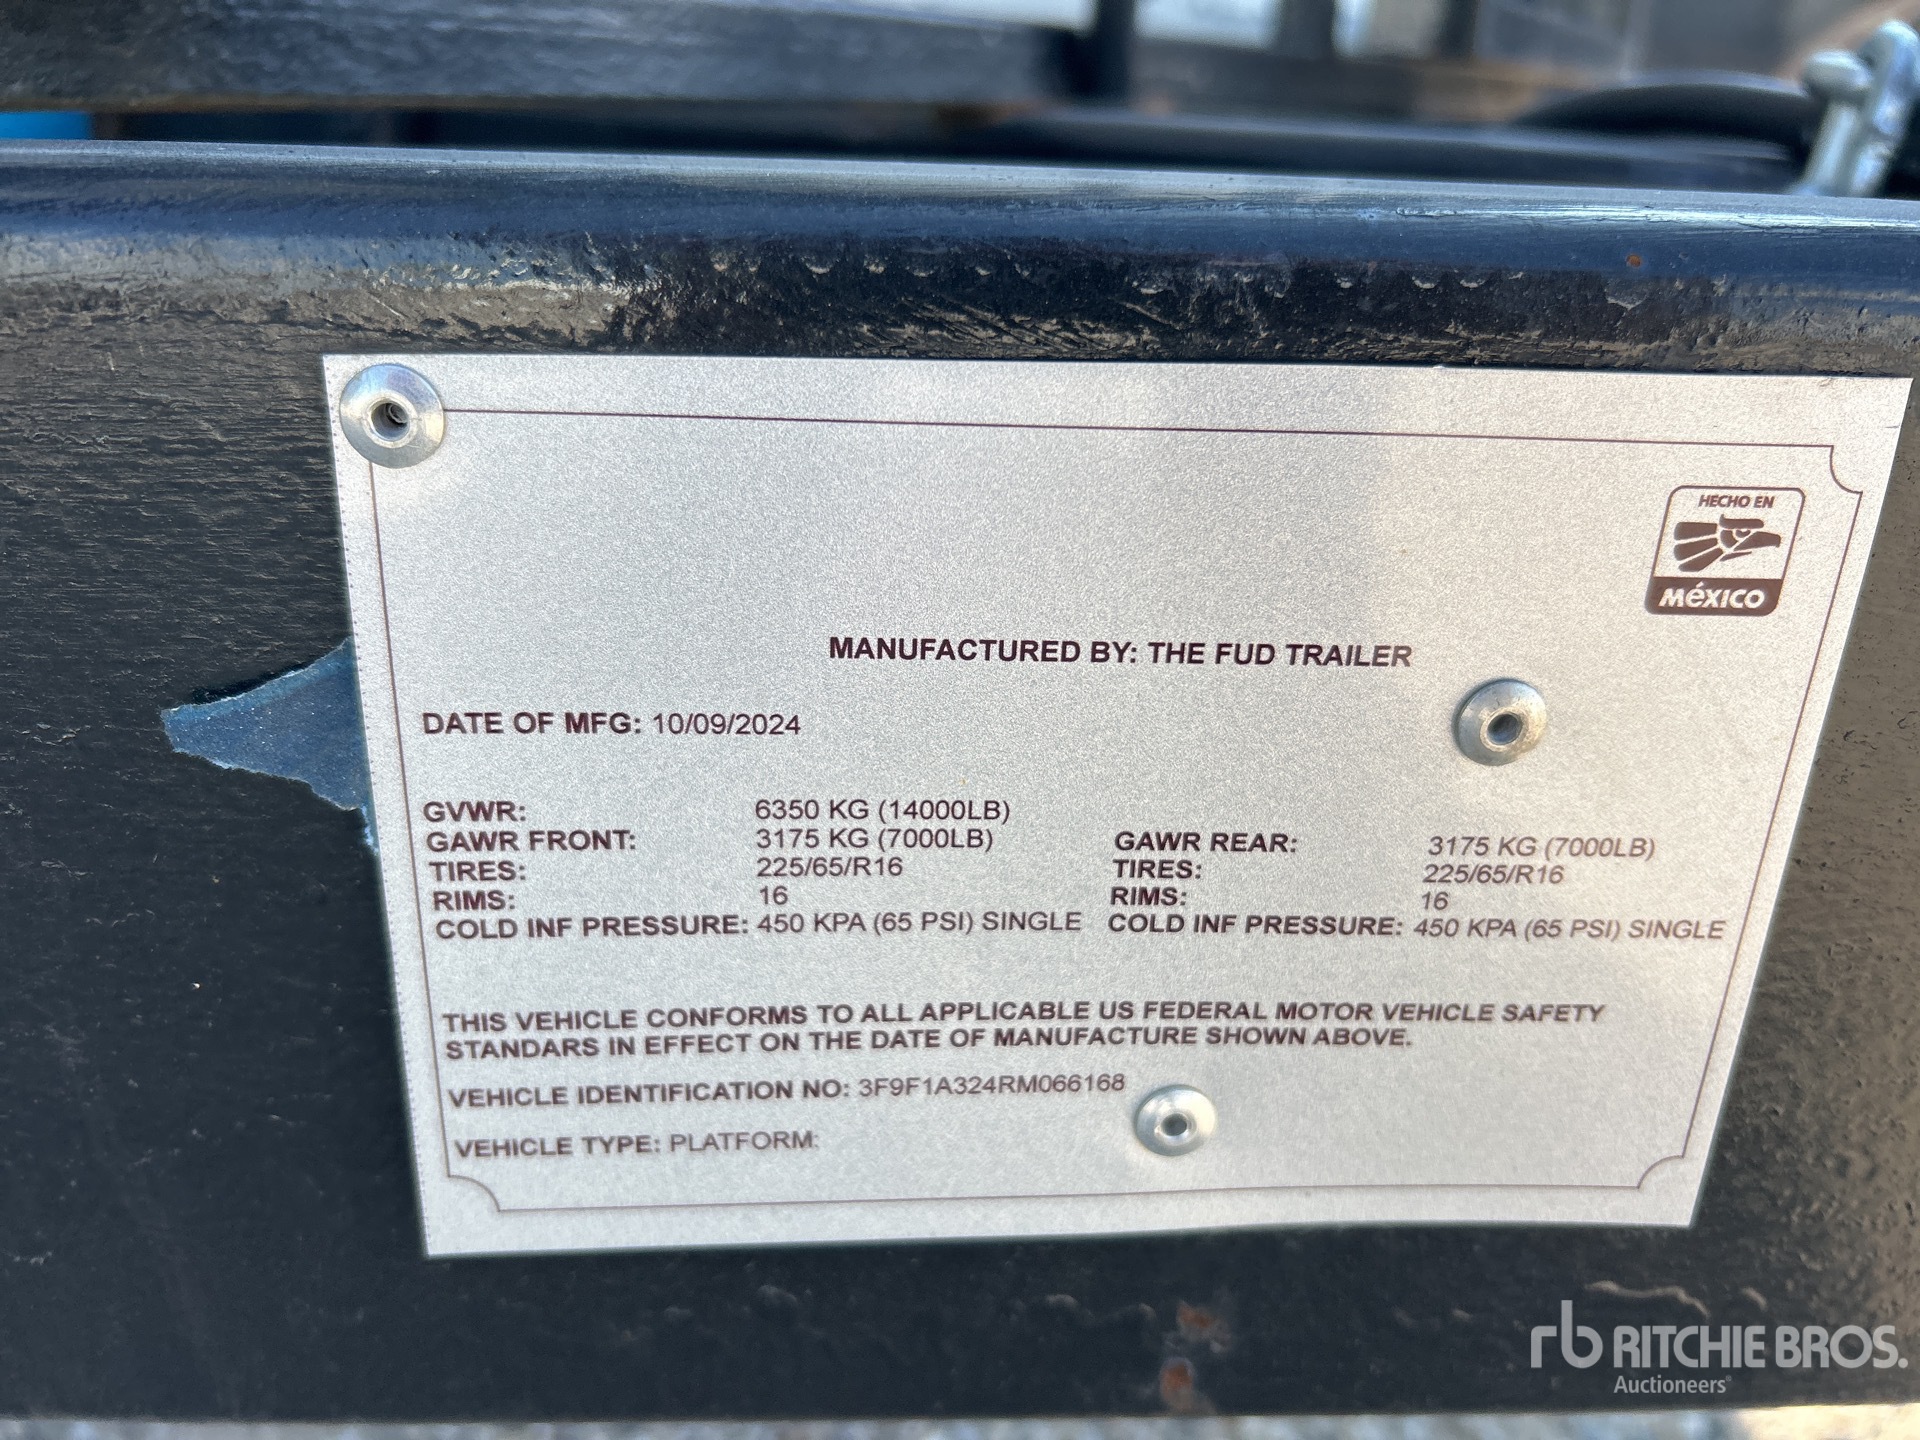 HECHO EN
MéXICO
MANUFACTURED BY: THE FUD TRAILER
DATE OF MFG: 10/09/2024
GVWR: 6350 KG (14000LB)
GAWR FRONT: 3175 KG (7000LB) GAWR REAR: 3175 KG (7000LB)
TIRES: 225/65/R16 TIRES: 225/65/R16
RIMS: 16 RIMS: 16
COLD INF PRESSURE: 450 KPA (65 PSI) SINGLE COLD INF PRESSURE: 450 KPA (65 PSI) SINGLE
THIS VEHICLE CONFORMS TO ALL APPLICABLE US FEDERAL MOTOR VEHICLE SAFETY
STANDARS IN EFFECT ON THE DATE OF MANUFACTURE SHOWN ABOVE.
VEHICLE IDENTIFICATION NO: 3F9F1A324RM066168
VEHICLE TYPE: PLATFORM:
rb RITCHIE BROS.
Auctioneers